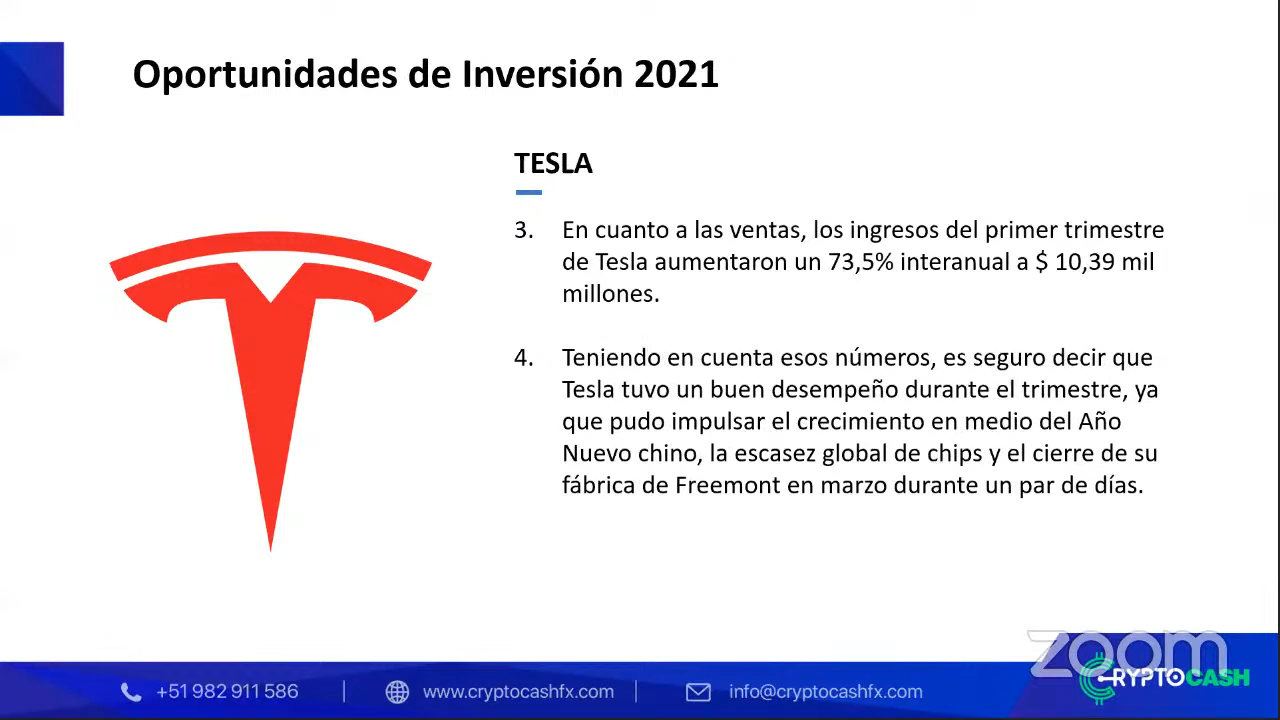 Oportunidades de Inversión 2021
TESLA
3. En cuanto a las ventas, los ingresos del primer trimestre
de Tesla aumentaron un 73,5% interanual a $ 10,39 mil
millones.
4. Teniendo en cuenta esos números, es seguro decir que
Tesla tuvo un buen desempeño durante el trimestre, ya
que pudo impulsar el crecimiento en medio del Año
Nuevo chino, la escasez global de chips y el cierre de su
fábrica de Freemont en marzo durante un par de días.
zoom
+51 982 911 586
www.cryptocashfx.com
info@cryptocashfx.com
CRYPTOCASH